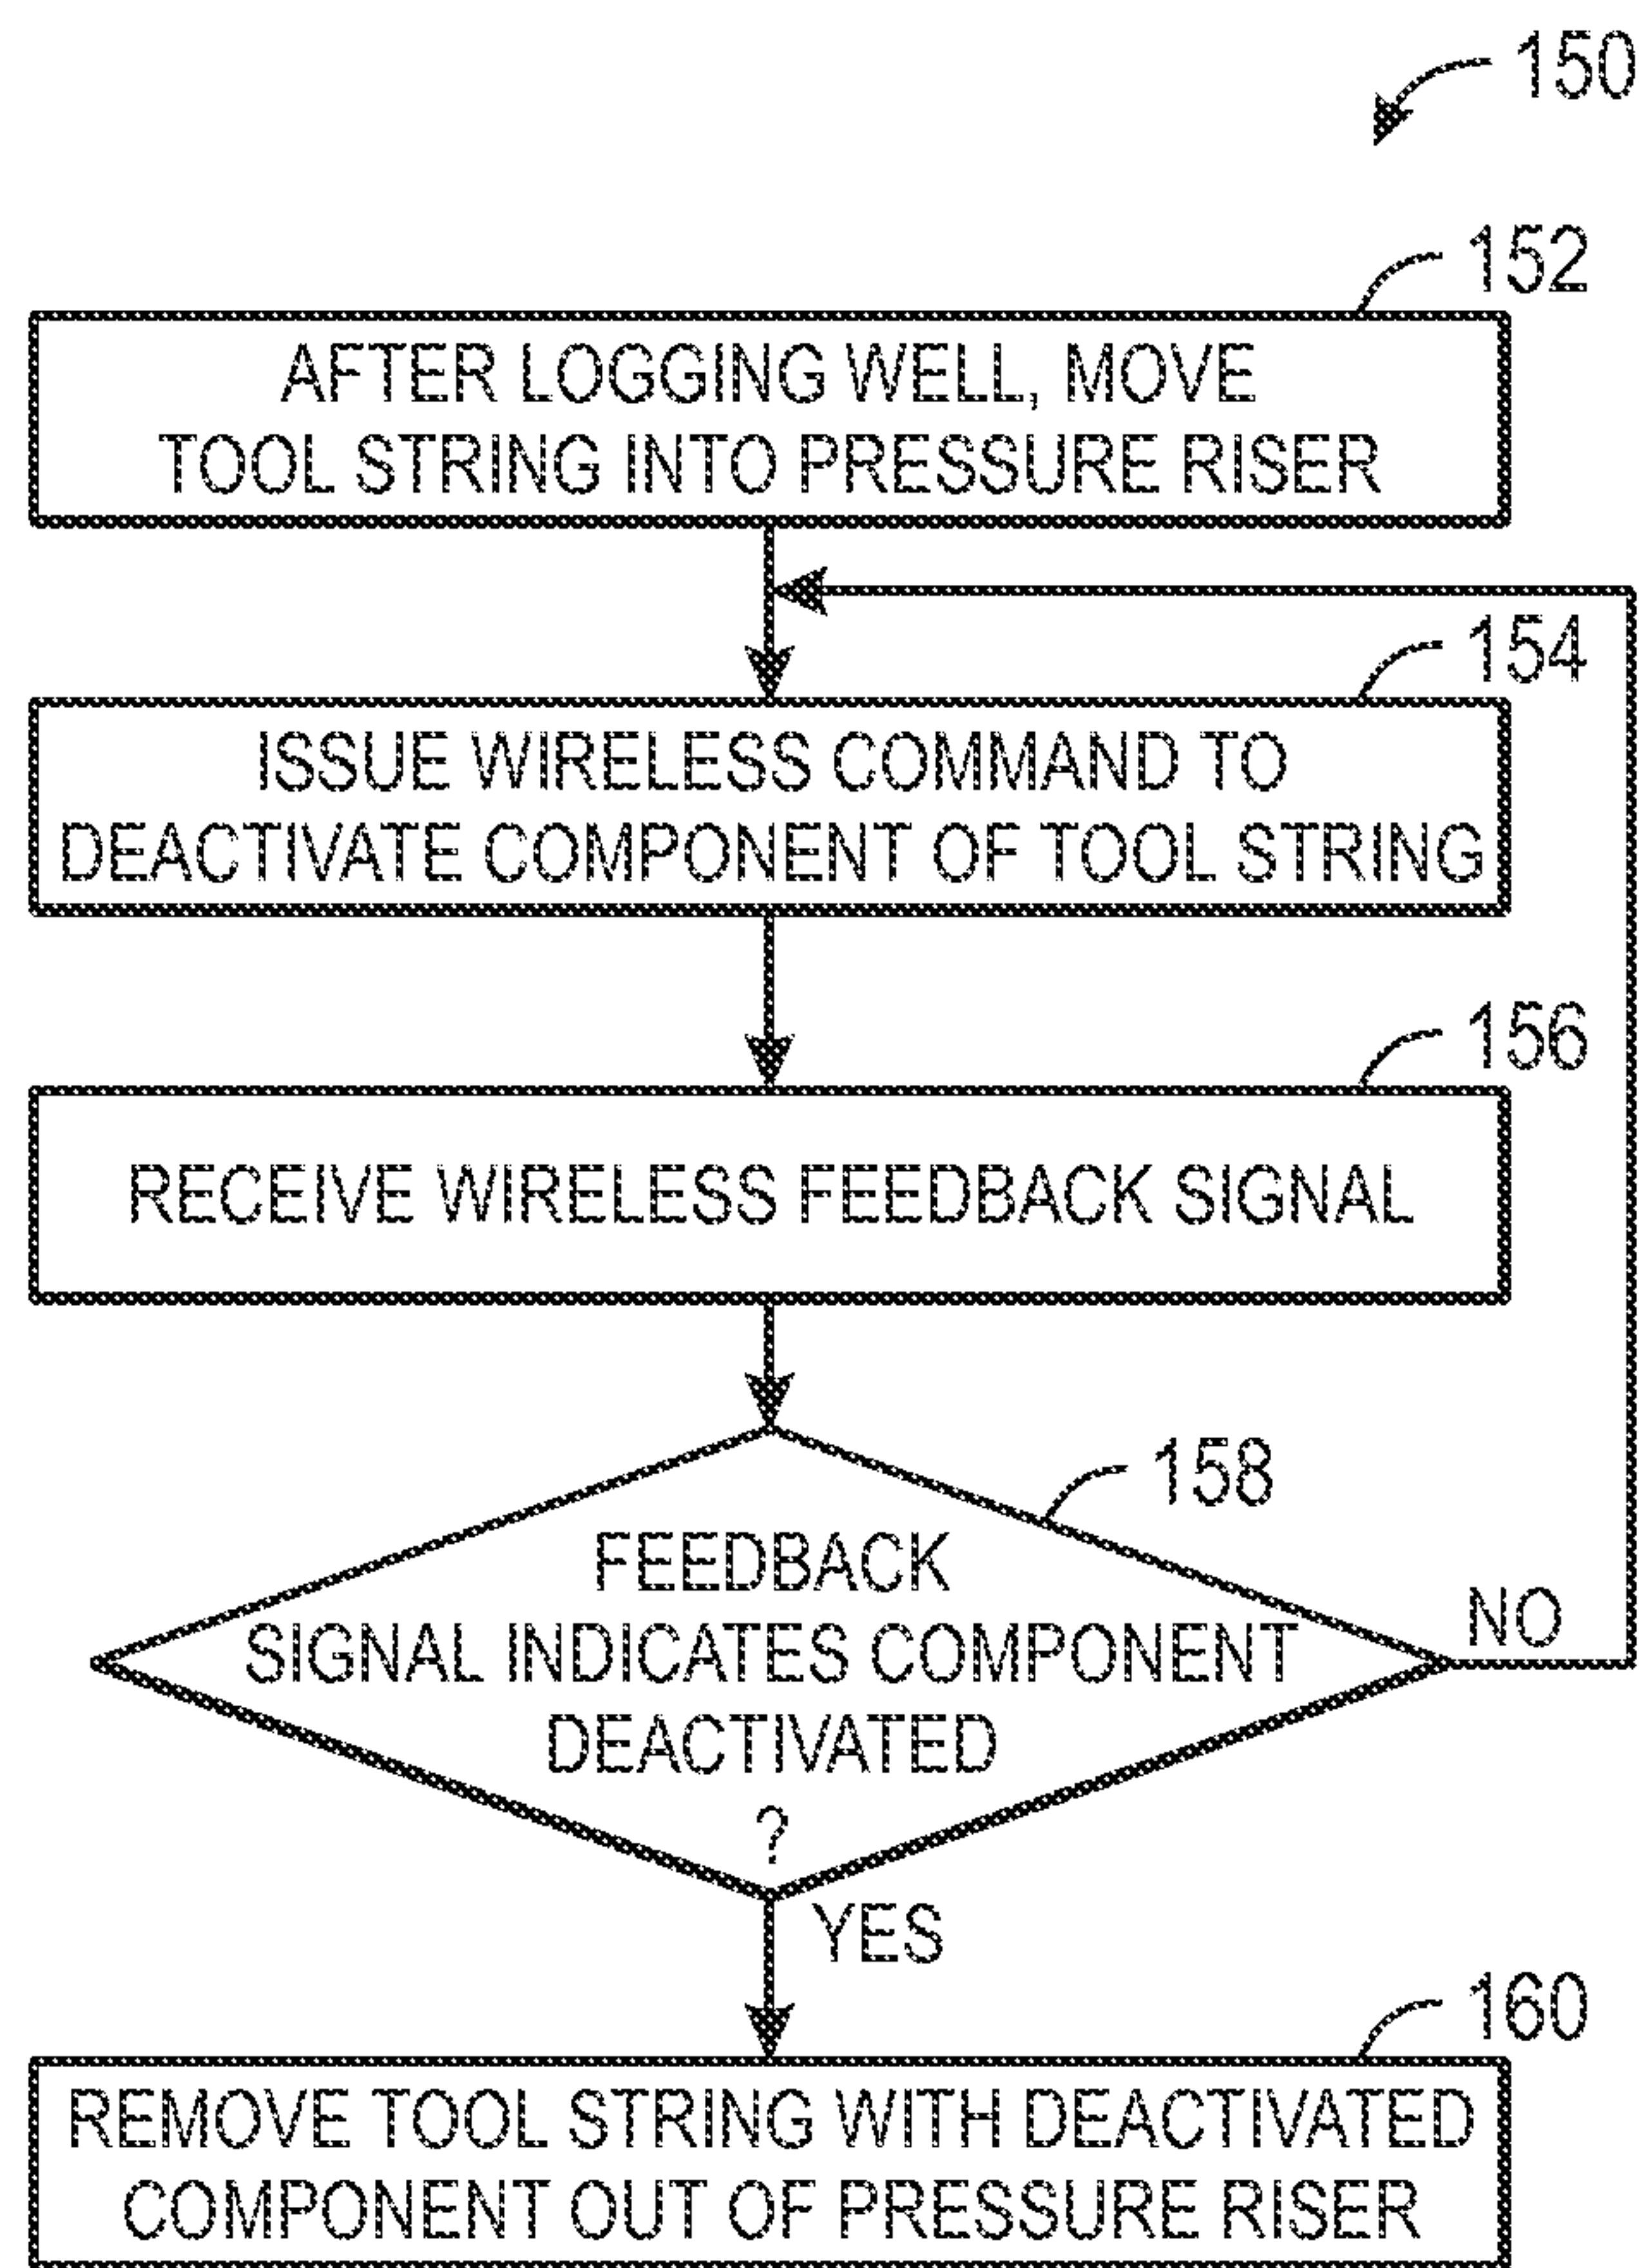 150
152
AFTER LOGGING WELL, MOVE
TOOL STRING INTO PRESSURE RISER
154
ISSUE WIRELESS COMMAND TO
DEACTIVATE COMPONENT OF TOOL STRING
156
RECEIVE WIRELESS FEEDBACK SIGNAL
158
FEEDBACK
SIGNAL INDICATES COMPONENT
DEACTIVATED
?
NO
YES
160
REMOVE TOOL STRING WITH DEACTIVATED
COMPONENT OUT OF PRESSURE RISER